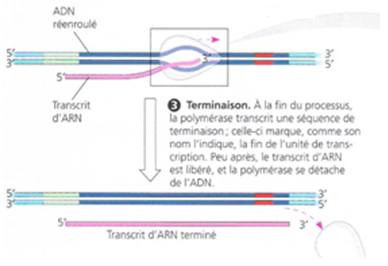 ADN
réenroulé
5' 3'
3' 5'
3'
5'
Transcrit
d'ARN
3 Terminaison. À la fin du processus,
la polymérase transcrit une séquence de
terminaison; celle-ci marque, comme son
nom l'indique, la fin de l'unité de trans-
cription. Peu après, le transcrit d'ARN
est libéré, et la polymérase se détache
de l'ADN.
5' 3'
3' 5'
5' 3'
Transcrit d'ARN terminé